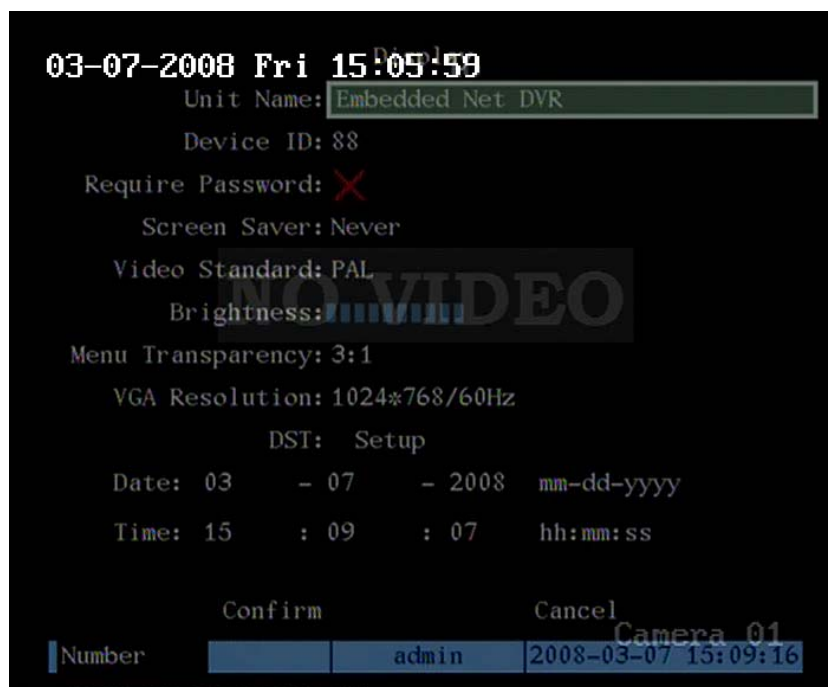 Display
03-07-2008 Fri 15:09:59
Unit Name: Embedded Net DVR
Device ID: 88
Require Password:
Screen Saver: Never
Video Standard: PAL
NO VIDEO
Brightness:
Menu Transparency: 3:1
VGA Resolution: 1024*768/60Hz
DST: Setup
Date: 03 - 07 - 2008 mm-dd-yyyy
Time: 15 : 09 : 07 hh:mm:ss
Confirm Cancel
Camera 01
Number admin 2008-03-07 15:09:16